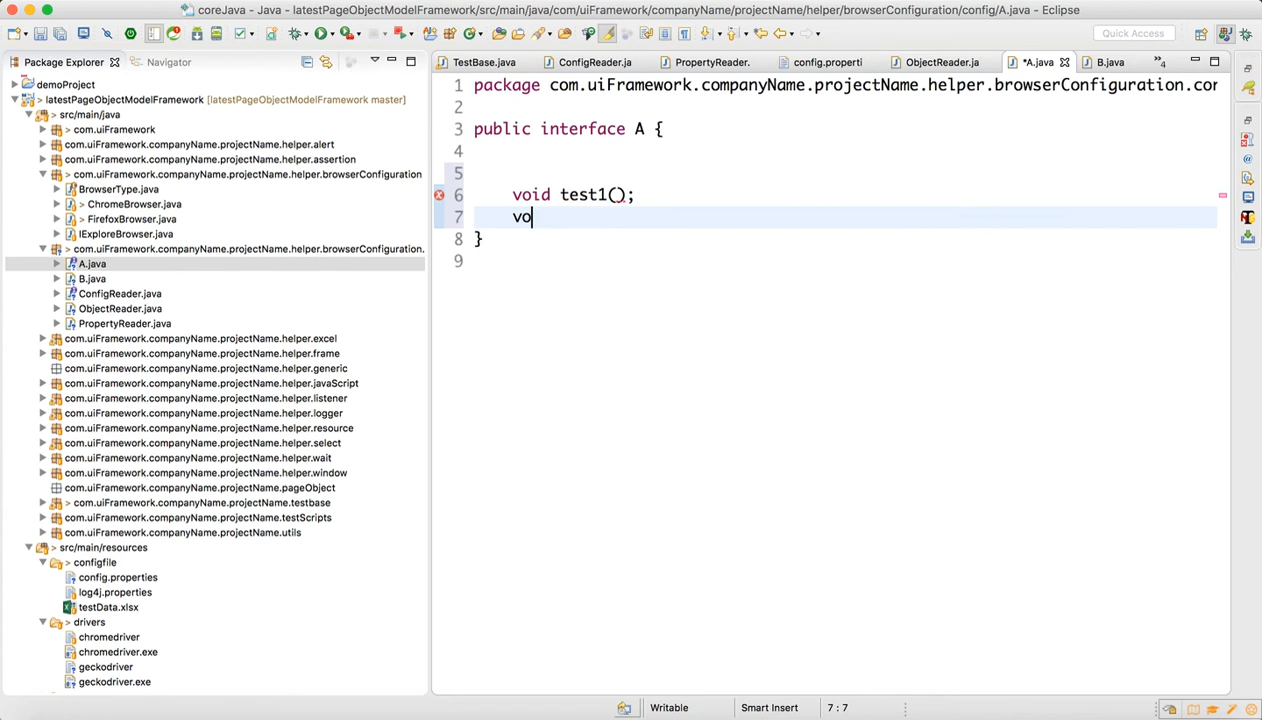 coreJava - Java - latestPageObjectModelFramework/src/main/java/com/uiFramework/companyName/projectName/helper/browserConfiguration/config/A.java - Eclipse
Quick Access
Package Explorer
Navigator
TestBase.java
ConfigReader.java
PropertyReader.
config.properti
ObjectReader.ja
*A.java
B.java
»4
demoProject
> latestPageObjectModelFramework [latestPageObjectModelFramework master]
> src/main/java
> com.uiFramework
com.uiFramework.companyName.projectName.helper.alert
com.uiFramework.companyName.projectName.helper.assertion
> com.uiFramework.companyName.projectName.helper.browserConfiguration
BrowserType.java
> ChromeBrowser.java
> FirefoxBrowser.java
IExploreBrowser.java
> com.uiFramework.companyName.projectName.helper.browserConfiguration.
A.java
B.java
ConfigReader.java
ObjectReader.java
PropertyReader.java
com.uiFramework.companyName.projectName.helper.excel
com.uiFramework.companyName.projectName.helper.frame
com.uiFramework.companyName.projectName.helper.generic
com.uiFramework.companyName.projectName.helper.javaScript
com.uiFramework.companyName.projectName.helper.listener
com.uiFramework.companyName.projectName.helper.logger
com.uiFramework.companyName.projectName.helper.resource
com.uiFramework.companyName.projectName.helper.select
com.uiFramework.companyName.projectName.helper.wait
com.uiFramework.companyName.projectName.helper.window
com.uiFramework.companyName.projectName.pageObject
> com.uiFramework.companyName.projectName.testbase
com.uiFramework.companyName.projectName.testScripts
com.uiFramework.companyName.projectName.utils
> src/main/resources
> configfile
config.properties
log4j.properties
testData.xlsx
> drivers
chromedriver
chromedriver.exe
geckodriver
geckodriver.exe
1 package com.uiFramework.companyName.projectName.helper.browserConfiguration.cor
2
3 public interface A {
4
5
6 void test1();
7 vo
8 }
9
Writable
Smart Insert
7 : 7